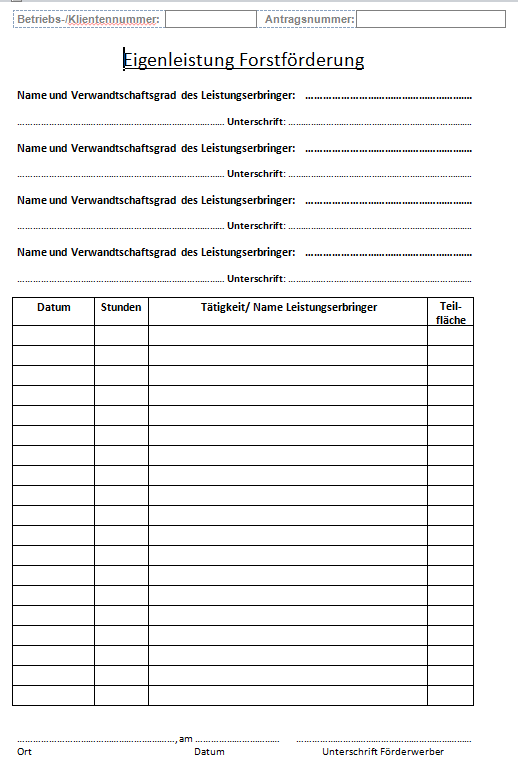 Betriebs-/Klientennummer: Antragsnummer:
Eigenleistung Forstförderung
Name und Verwandtschaftsgrad des Leistungserbringer: ……………………………………………………
…………………………………………………………………… Unterschrift: ……………………………………………………………
Name und Verwandtschaftsgrad des Leistungserbringer: ……………………………………………………
…………………………………………………………………… Unterschrift: ……………………………………………………………
Name und Verwandtschaftsgrad des Leistungserbringer: ……………………………………………………
…………………………………………………………………… Unterschrift: ……………………………………………………………
Name und Verwandtschaftsgrad des Leistungserbringer: ……………………………………………………
…………………………………………………………………… Unterschrift: ……………………………………………………………
Datum Stunden Tätigkeit/ Name Leistungserbringer Teil-
fläche
……………………………………………………, am …………………………… ……………………………………………………………
Ort Datum Unterschrift Förderwerber